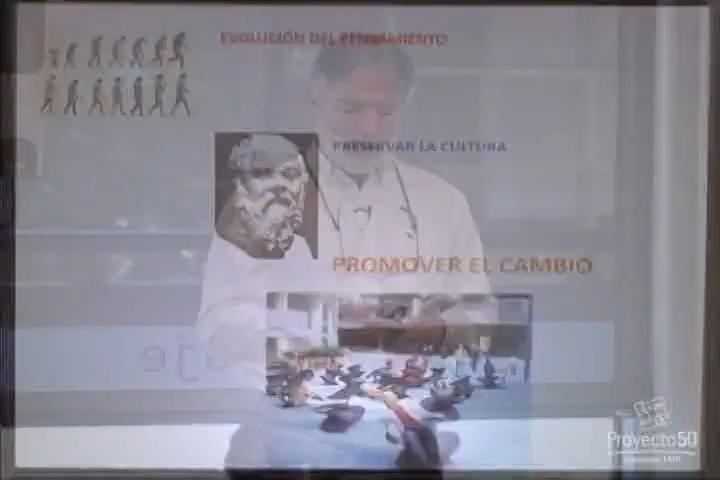 EVOLUCIÓN DEL PENSAMIENTO
PRESERVAR LA CULTURA
PROMOVER EL CAMBIO
Proyecto50